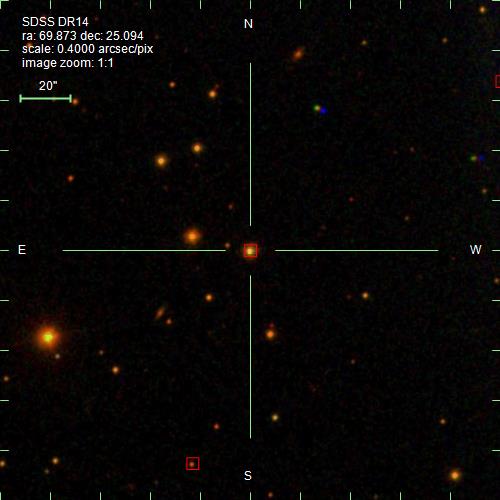 SDSS DR14
ra: 69.873 dec: 25.094
scale: 0.4000 arcsec/pix
image zoom: 1:1
20"
N
E
W
S